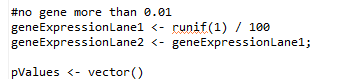 #no gene more than 0.01
geneExpressionLane1 <- runif(1) / 100
geneExpressionLane2 <- geneExpressionLane1;
pValues <- vector()